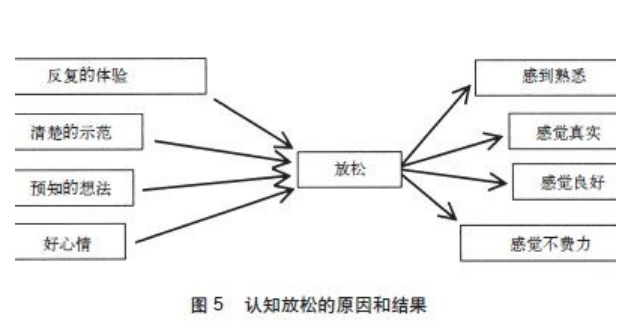 反复的体验
清楚的示范
预知的想法
好心情
放松
感到熟悉
感觉真实
感觉良好
感觉不费力
图 5 认知放松的原因和结果